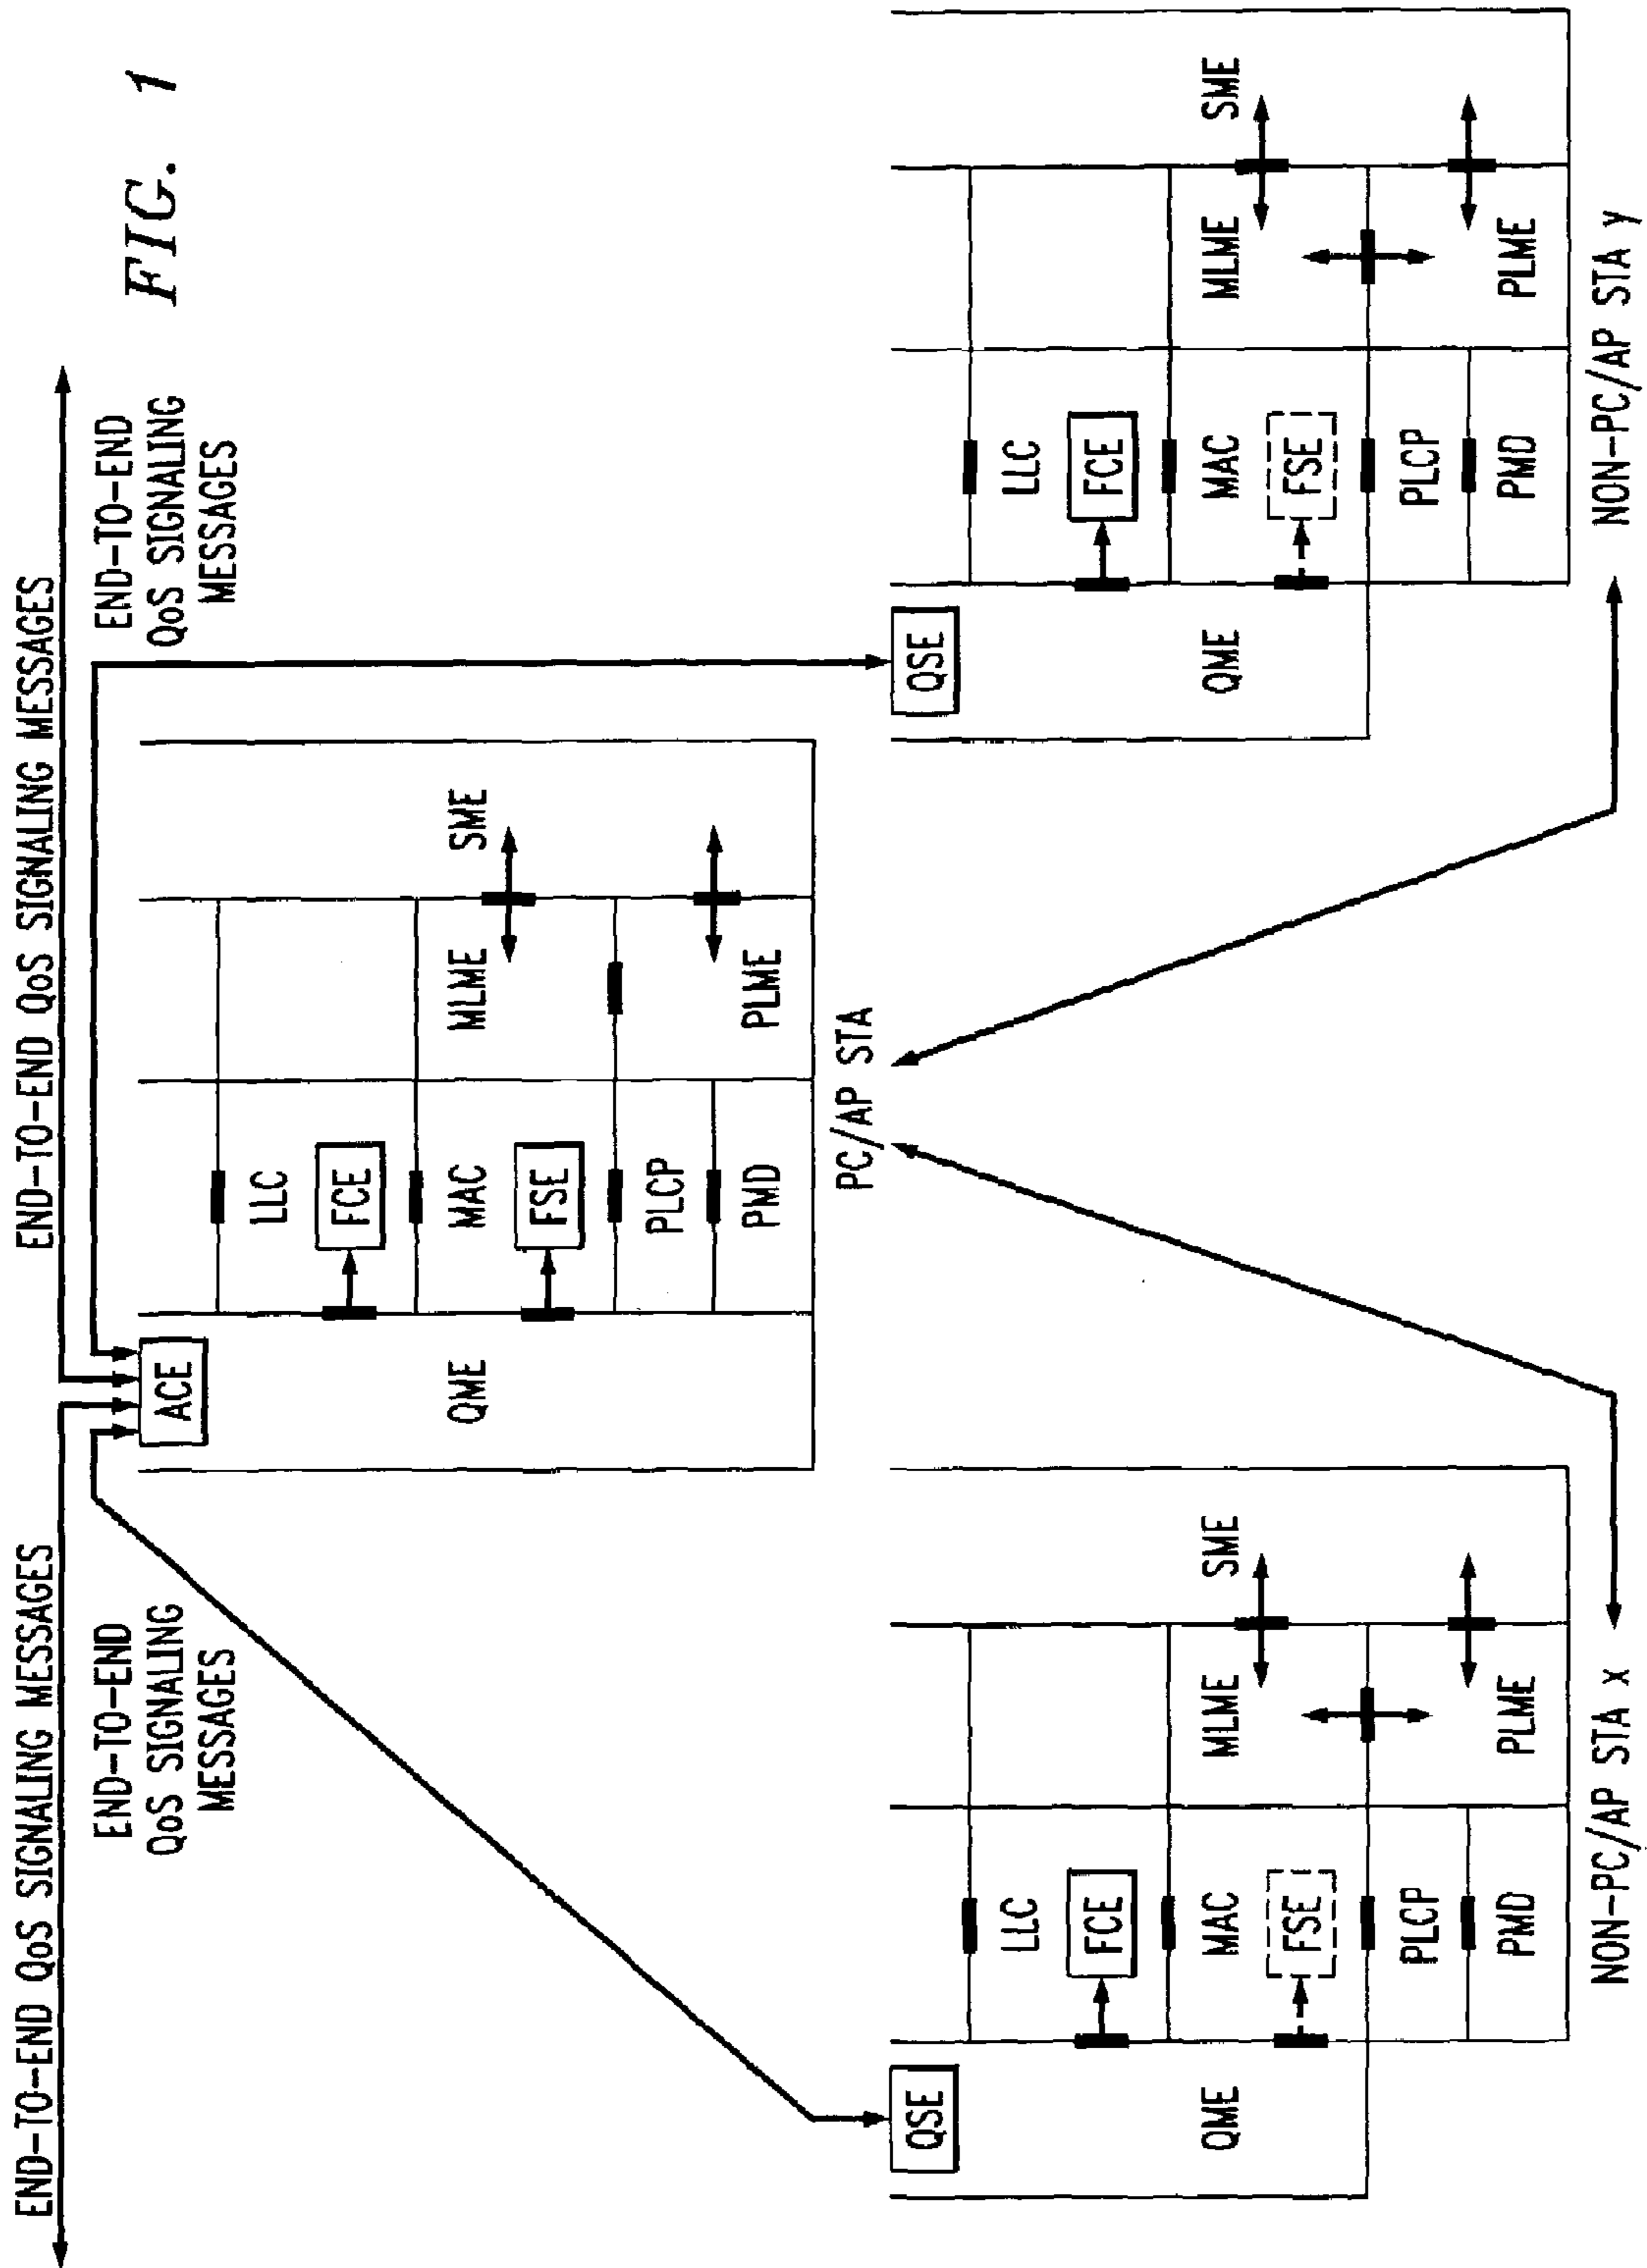 FIG. 1
END-TO-END QoS SIGNALING MESSAGES
END-TO-END QoS SIGNALING MESSAGES
END-TO-END
QoS SIGNALING
MESSAGES
END-TO-END
QoS SIGNALING
MESSAGES
ACE
QME
LLC
FCE
MAC
FSE
PLCP
PMD
MLME
PLME
SME
PC/AP STA
QSE
QME
LLC
FCE
MAC
FSE
PLCP
PMD
MLME
PLME
SME
NON-PC/AP STA x
QSE
QME
LLC
FCE
MAC
FSE
PLCP
PMD
MLME
PLME
SME
NON-PC/AP STA y